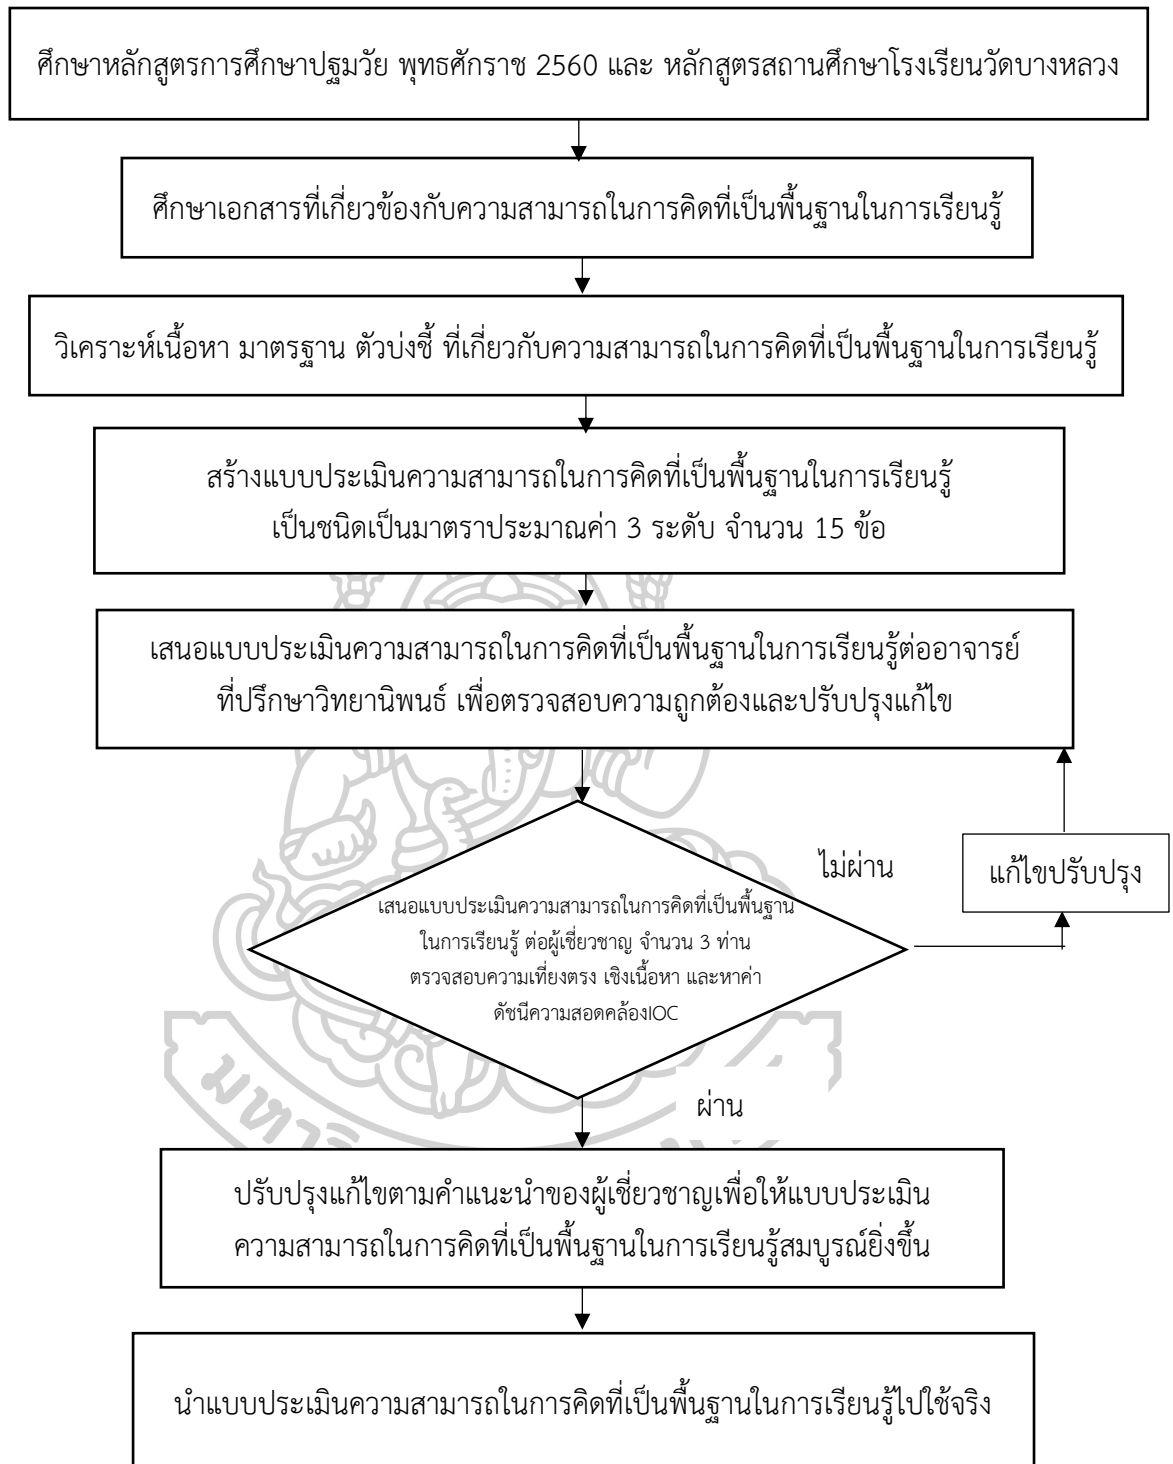 ศึกษาหลักสูตรการศึกษาปฐมวัย พุทธศักราช 2560 และ หลักสูตรสถานศึกษาโรงเรียนวัดบางหลวง
ศึกษาเอกสารที่เกี่ยวข้องกับความสามารถในการคิดที่เป็นพื้นฐานในการเรียนรู้
วิเคราะห์เนื้อหา มาตรฐาน ตัวบ่งชี้ ที่เกี่ยวกับความสามารถในการคิดที่เป็นพื้นฐานในการเรียนรู้
สร้างแบบประเมินความสามารถในการคิดที่เป็นพื้นฐานในการเรียนรู้
เป็นชนิดเป็นมาตราประมาณค่า 3 ระดับ จำนวน 15 ข้อ
เสนอแบบประเมินความสามารถในการคิดที่เป็นพื้นฐานในการเรียนรู้ต่ออาจารย์
ที่ปรึกษาวิทยานิพนธ์ เพื่อตรวจสอบความถูกต้องและปรับปรุงแก้ไข
ไม่ผ่าน
แก้ไขปรับปรุง
เสนอแบบประเมินความสามารถในการคิดที่เป็นพื้นฐาน
ในการเรียนรู้ ต่อผู้เชี่ยวชาญ จำนวน 3 ท่าน
ตรวจสอบความเที่ยงตรง เชิงเนื้อหา และหาค่า
ดัชนีความสอดคล้องIOC
ผ่าน
ปรับปรุงแก้ไขตามคำแนะนำของผู้เชี่ยวชาญเพื่อให้แบบประเมิน
ความสามารถในการคิดที่เป็นพื้นฐานในการเรียนรู้สมบูรณ์ยิ่งขึ้น
นำแบบประเมินความสามารถในการคิดที่เป็นพื้นฐานในการเรียนรู้ไปใช้จริง